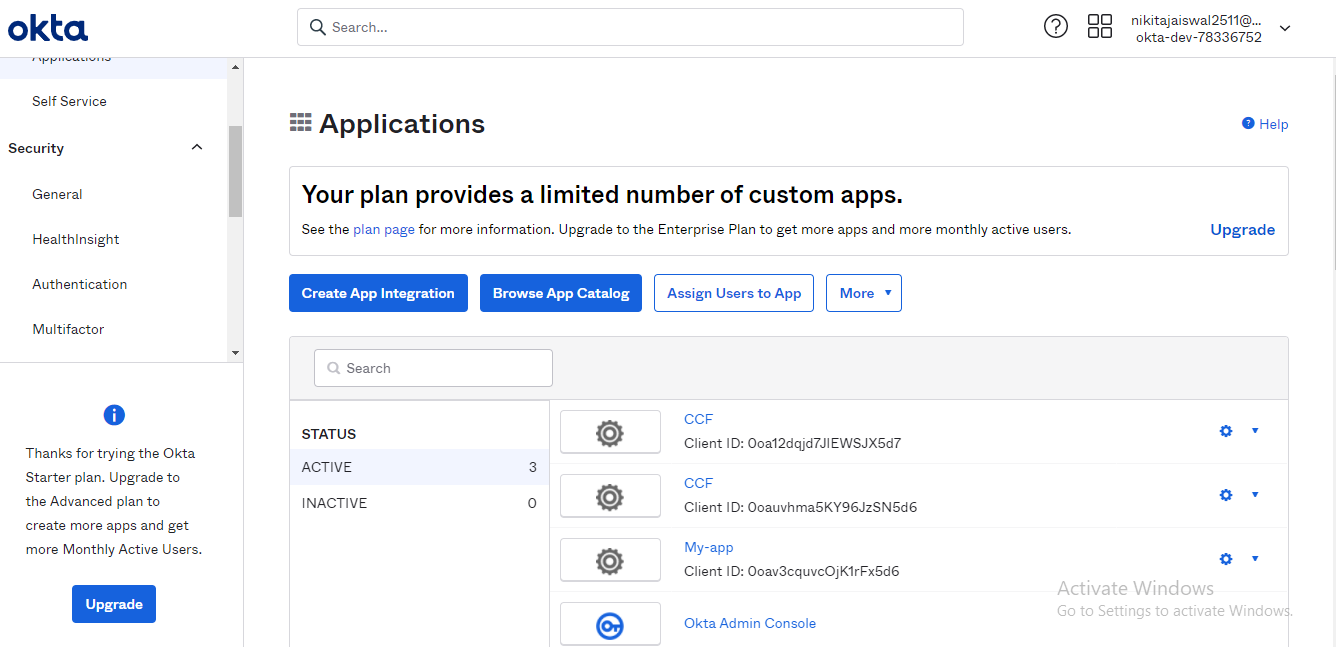 okta
Search...
nikitajaiswal2511@...
okta-dev-78336752
Applications
Self Service
Security
General
HealthInsight
Authentication
Multifactor
Thanks for trying the Okta
Starter plan. Upgrade to
the Advanced plan to
create more apps and get
more Monthly Active Users.
Upgrade
Applications
Help
Your plan provides a limited number of custom apps.
See the plan page for more information. Upgrade to the Enterprise Plan to get more apps and more monthly active users.
Upgrade
Create App Integration
Browse App Catalog
Assign Users to App
More
Search
STATUS
ACTIVE 3
INACTIVE 0
CCF
Client ID: 0oa12dqjd7JIEWSJX5d7
CCF
Client ID: 0oauvhma5KY96JzSN5d6
My-app
Client ID: 0oav3cquvcOjK1rFx5d6
Okta Admin Console
Activate Windows
Go to Settings to activate Windows.